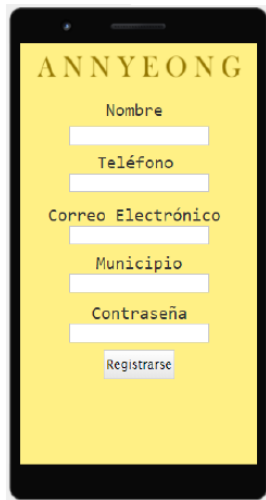 ANNYEONG
Nombre
Teléfono
Correo Electrónico
Municipio
Contraseña
Registrarse